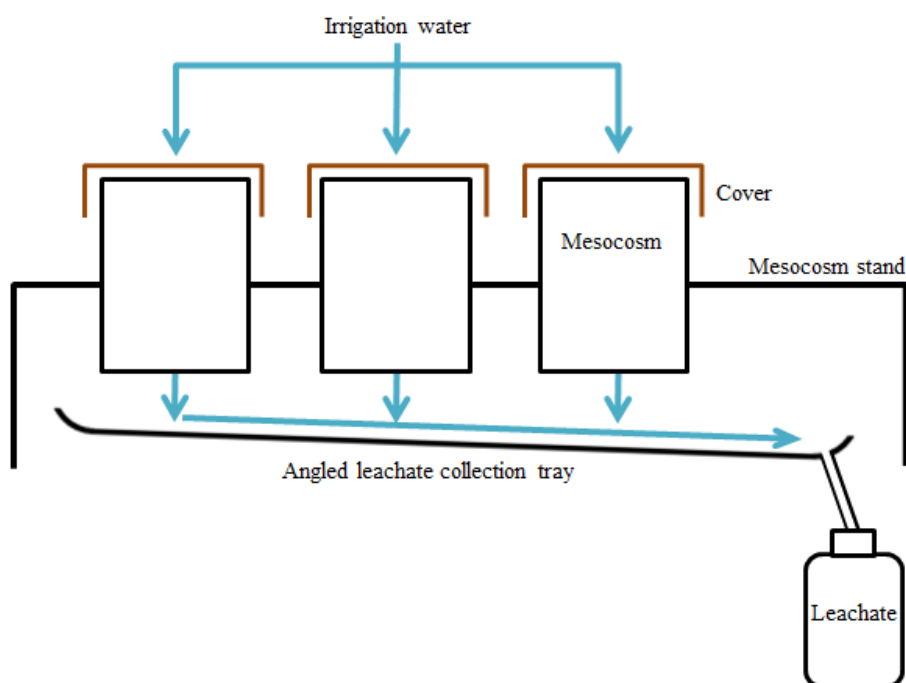 Irrigation water
Cover
Mesocosm
Mesocosm stand
Angled leachate collection tray
Leachate